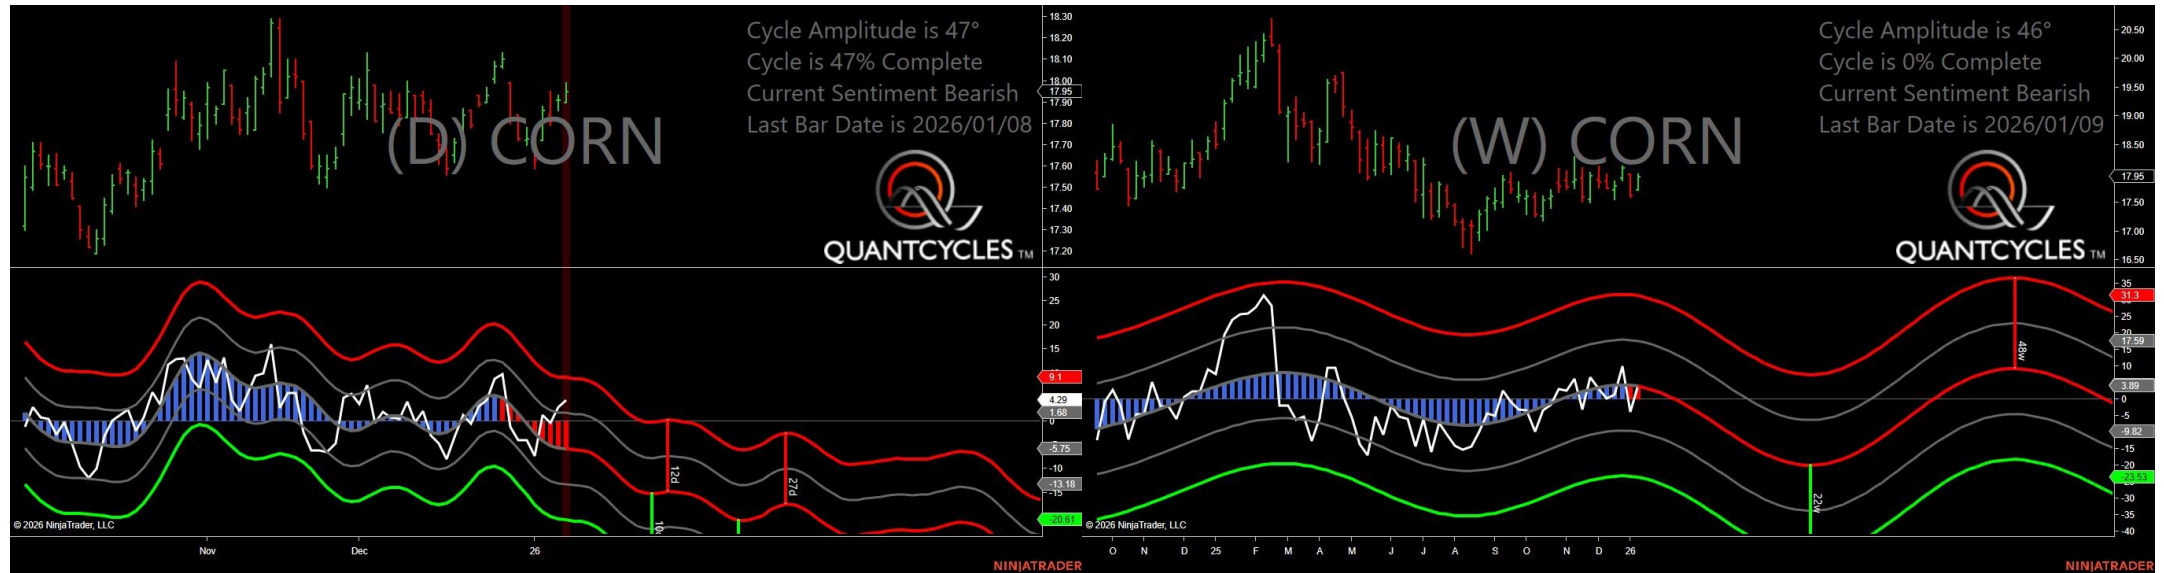 Cycle Amplitude is 47°
Cycle is 47% Complete
Current Sentiment Bearish
Last Bar Date is 2026/01/08
(D) CORN
QUANTCYCLES TM
18.30
18.20
18.10
18.00
17.95
17.90
17.80
17.70
17.60
17.50
17.40
17.30
17.20
30
25
20
15
9.1
4.29
1.68
0
-5.75
-10
-13.18
-15
-20.61
12d
27d
© 2026 NinjaTrader, LLC
Nov
Dec
26
NINJATRADER
Cycle Amplitude is 46°
Cycle is 0% Complete
Current Sentiment Bearish
Last Bar Date is 2026/01/09
(W) CORN
QUANTCYCLES TM
20.50
20.00
19.50
19.00
18.50
17.95
17.50
17.00
16.50
35
31.3
25
17.59
15
10
3.89
0
-5
-9.82
-15
-20
-23.53
-30
-35
-40
48w
22w
© 2026 NinjaTrader, LLC
O N D 25 F M A M J J A S O N D 26
NINJATRADER